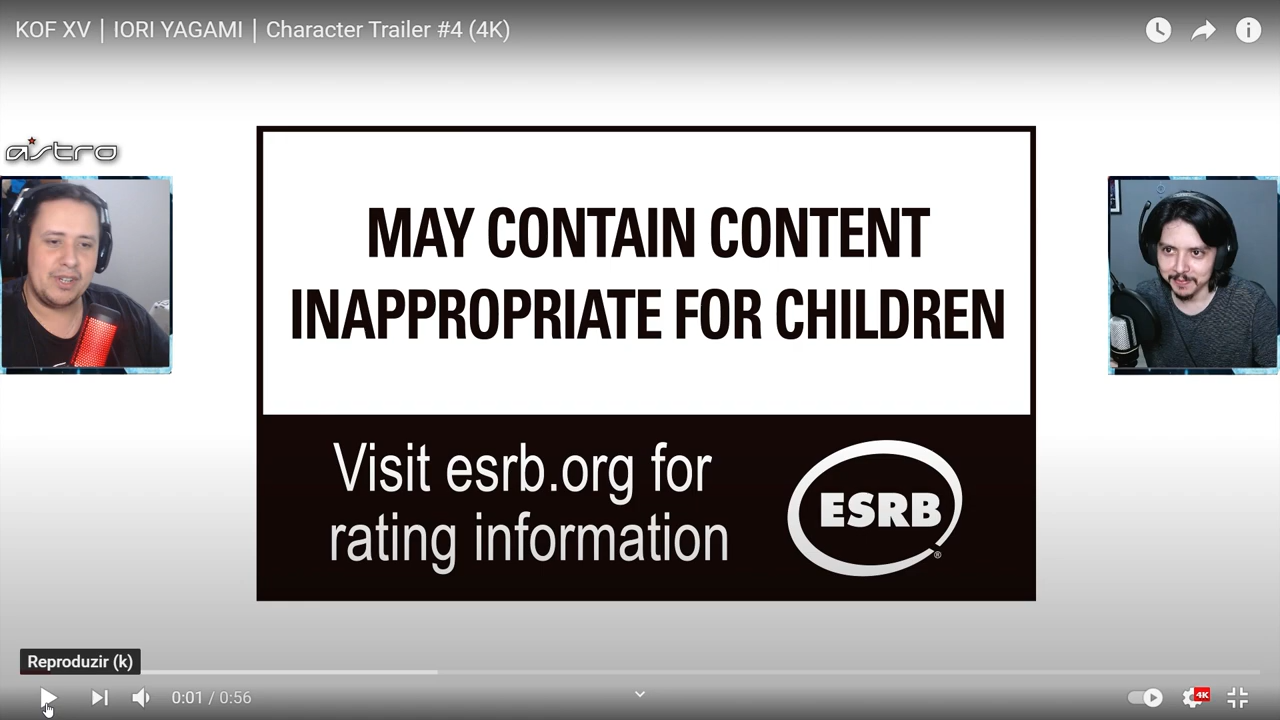 KOF XV │ IORI YAGAMI │ Character Trailer #4 (4K)
astro
MAY CONTAIN CONTENT
INAPPROPRIATE FOR CHILDREN
Visit esrb.org for
rating information
ESRB
®
Reproduzir (k)
0:01 / 0:56
4K